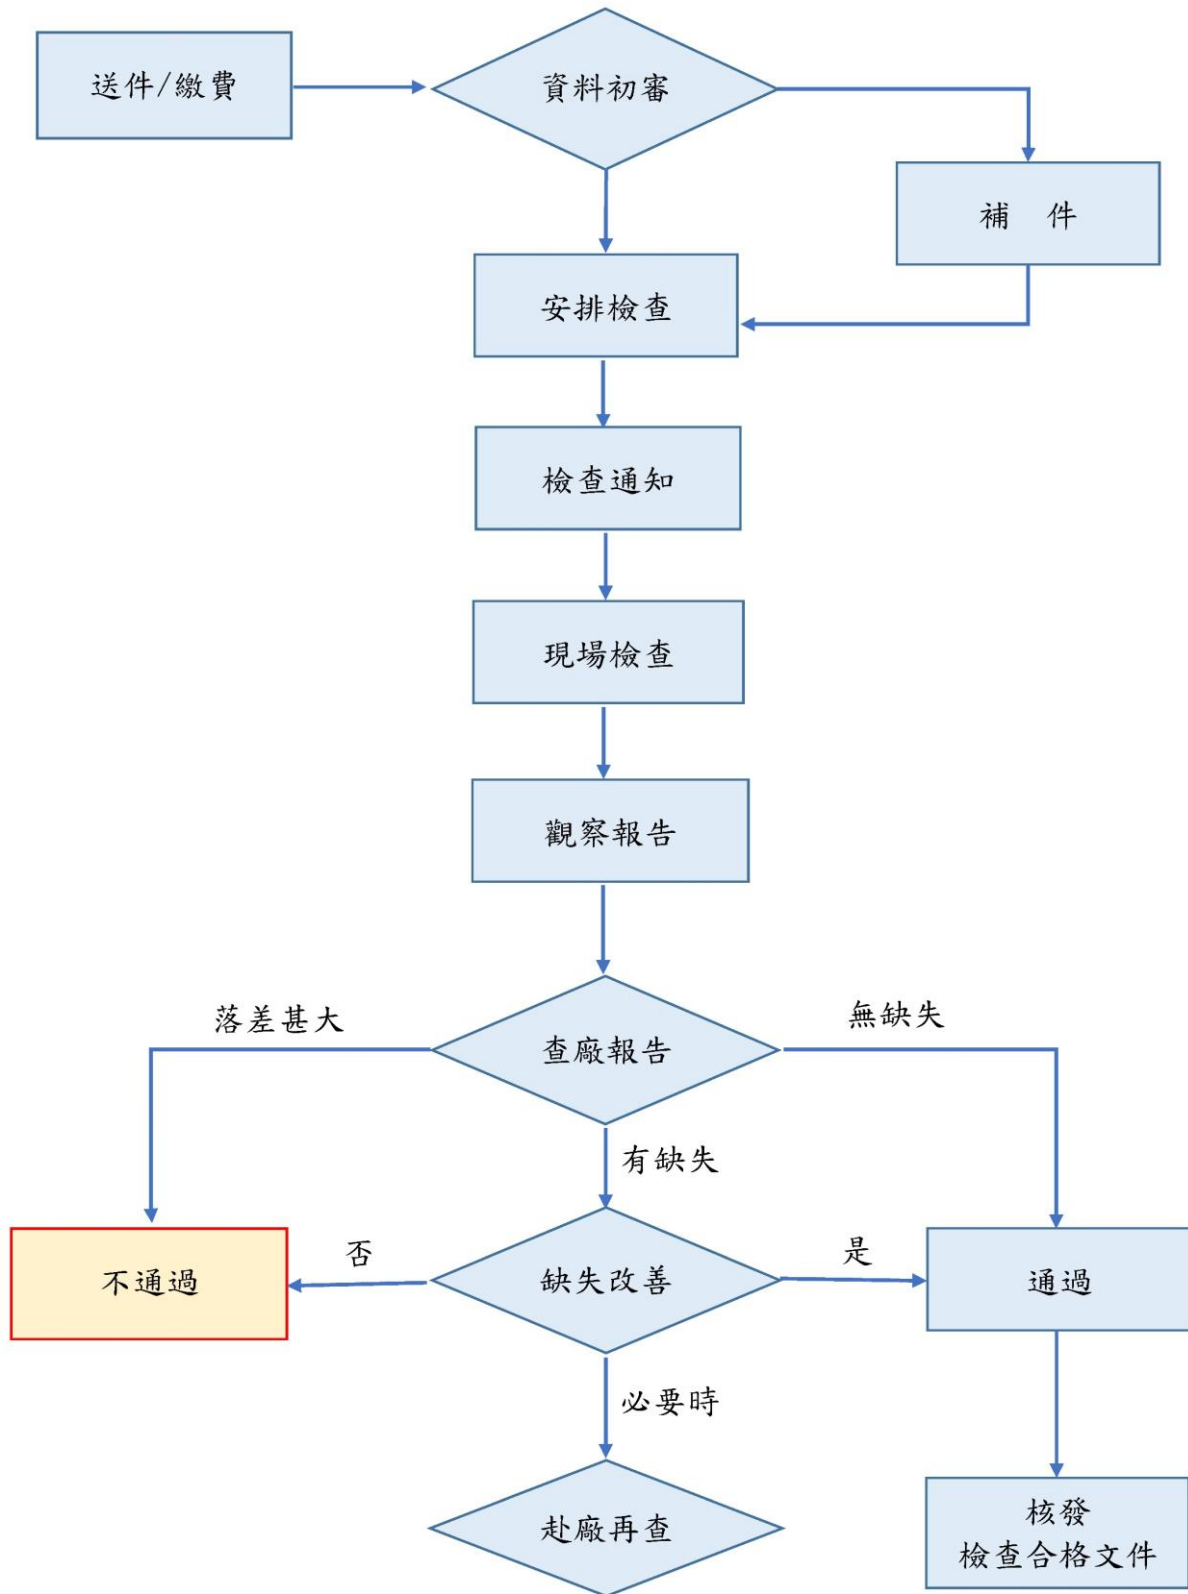 送件/繳費
資料初審
補 件
安排檢查
檢查通知
現場檢查
觀察報告
落差甚大
無缺失
查廠報告
有缺失
否
是
不通過
缺失改善
通過
必要時
赴廠再查
核發
檢查合格文件